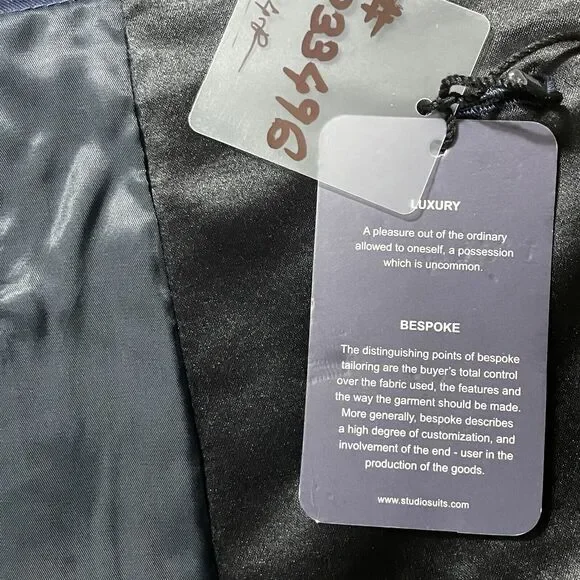 #
233496
LUXURY
A pleasure out of the ordinary
allowed to oneself, a possession
which is uncommon.
BESPOKE
The distinguishing points of bespoke
tailoring are the buyer's total control
over the fabric used, the features and
the way the garment should be made.
More generally, bespoke describes
a high degree of customization, and
involvement of the end - user in the
production of the goods.
www.studiosuits.com